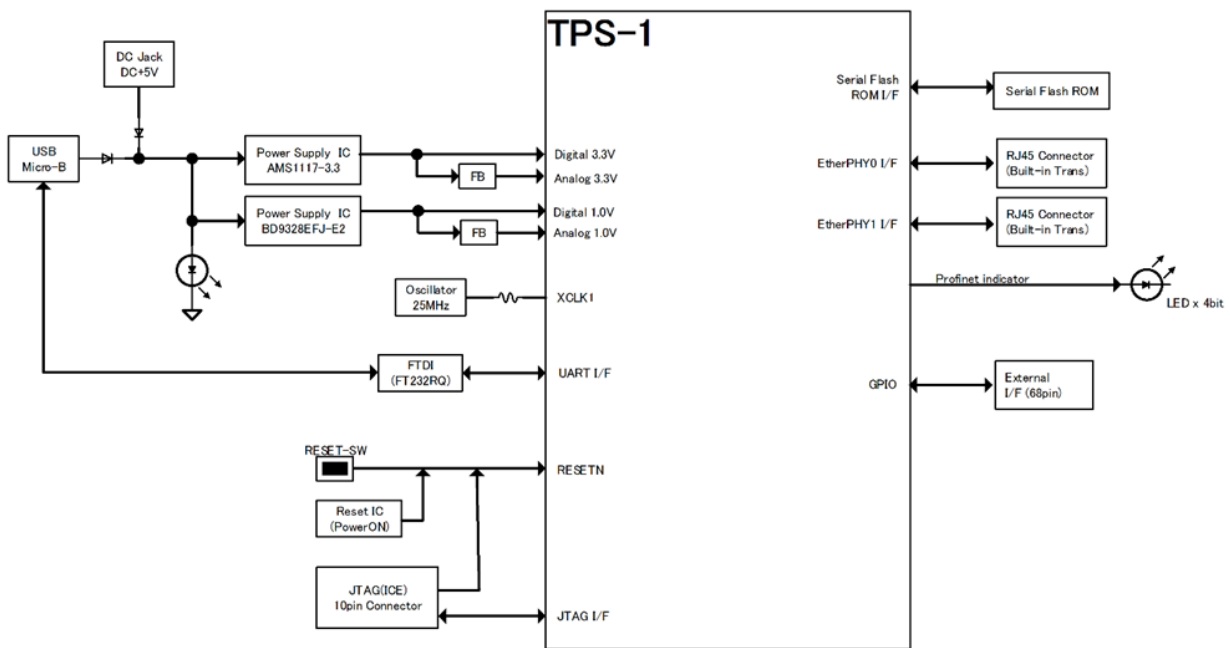 TPS-1
DC Jack
DC+5V
USB
Micro-B
Power Supply IC
AMS1117-3.3
FB
Digital 3.3V
Analog 3.3V
Power Supply IC
BD9328EFJ-E2
FB
Digital 1.0V
Analog 1.0V
Oscillator
25MHz
XCLK1
FTDI
(FT232RQ)
UART I/F
RESET-SW
RESETN
Reset IC
(PowerON)
JTAG(ICE)
10pin Connector
JTAG I/F
Serial Flash
ROM I/F
Serial Flash ROM
EtherPHY0 I/F
RJ45 Connector
(Built-in Trans)
EtherPHY1 I/F
RJ45 Connector
(Built-in Trans)
Profinet indicator
LED x 4bit
GPIO
External
I/F (68pin)